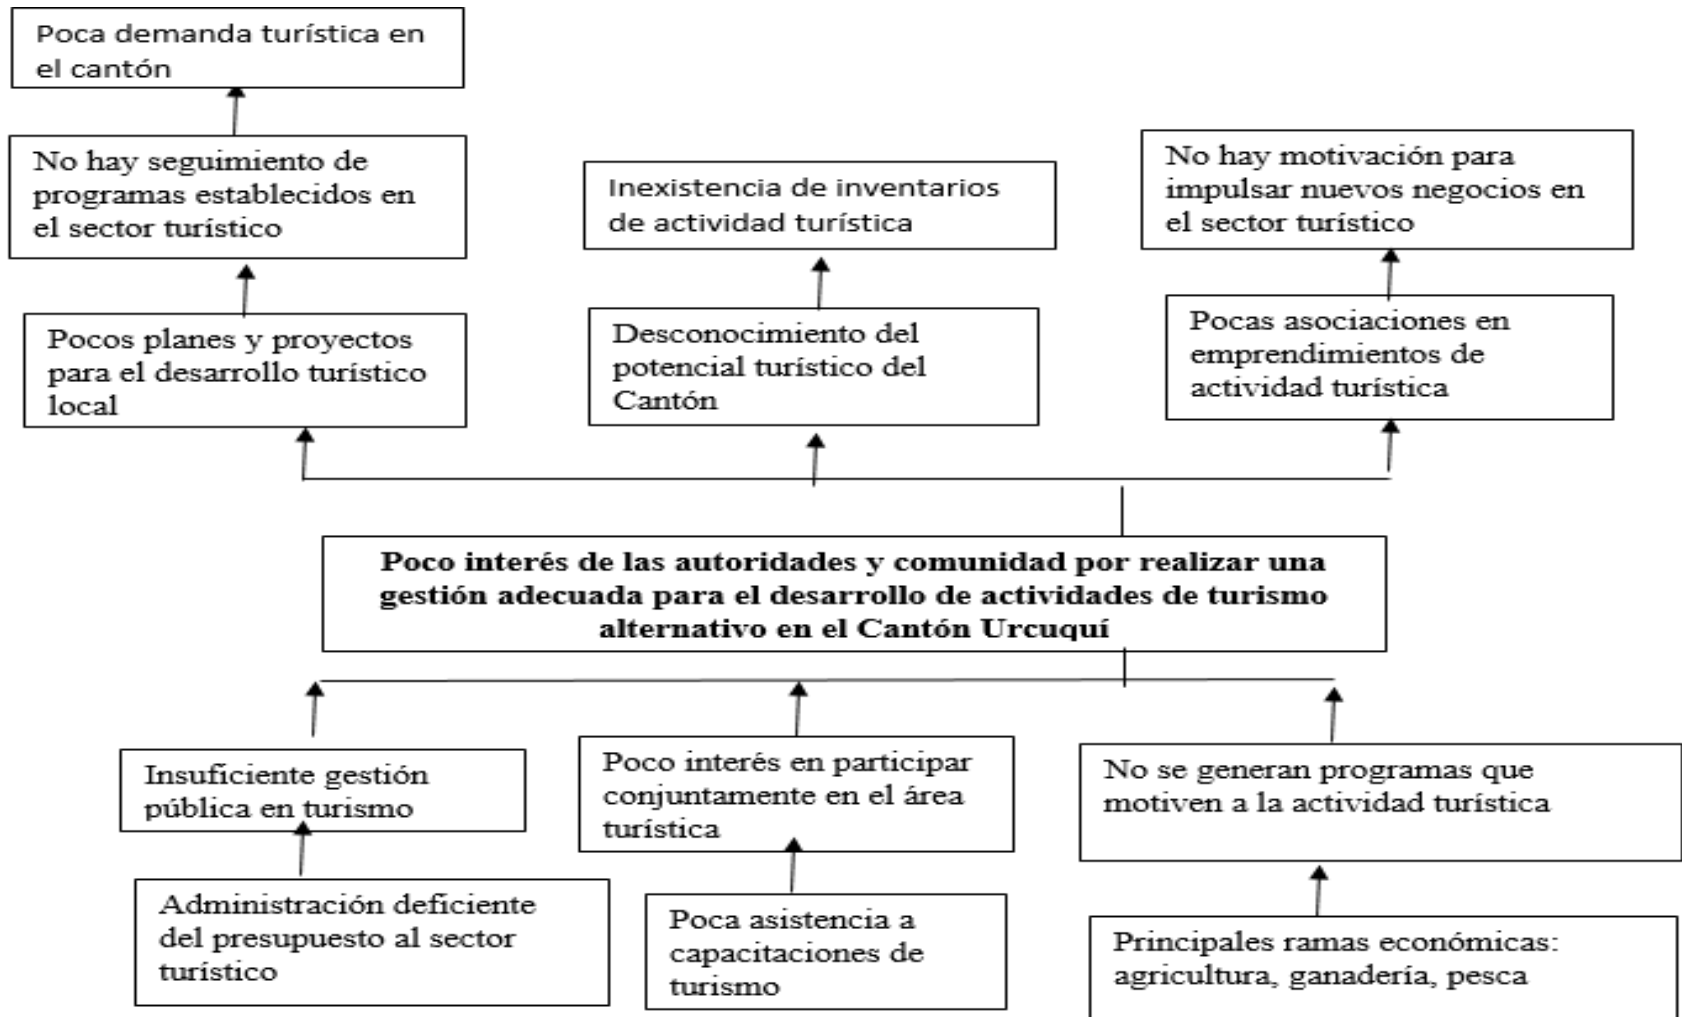 Poca demanda turística en
el cantón
No hay seguimiento de
programas establecidos en
el sector turístico
Inexistencia de inventarios
de actividad turística
No hay motivación para
impulsar nuevos negocios en
el sector turístico
Pocos planes y proyectos
para el desarrollo turístico
local
Desconocimiento del
potencial turístico del
Cantón
Pocas asociaciones en
emprendimientos de
actividad turística
Poco interés de las autoridades y comunidad por realizar una
gestión adecuada para el desarrollo de actividades de turismo
alternativo en el Cantón Urcuquí
Insuficiente gestión
pública en turismo
Poco interés en participar
conjuntamente en el área
turística
No se generan programas que
motiven a la actividad turística
Administración deficiente
del presupuesto al sector
turístico
Poca asistencia a
capacitaciones de
turismo
Principales ramas económicas:
agricultura, ganadería, pesca